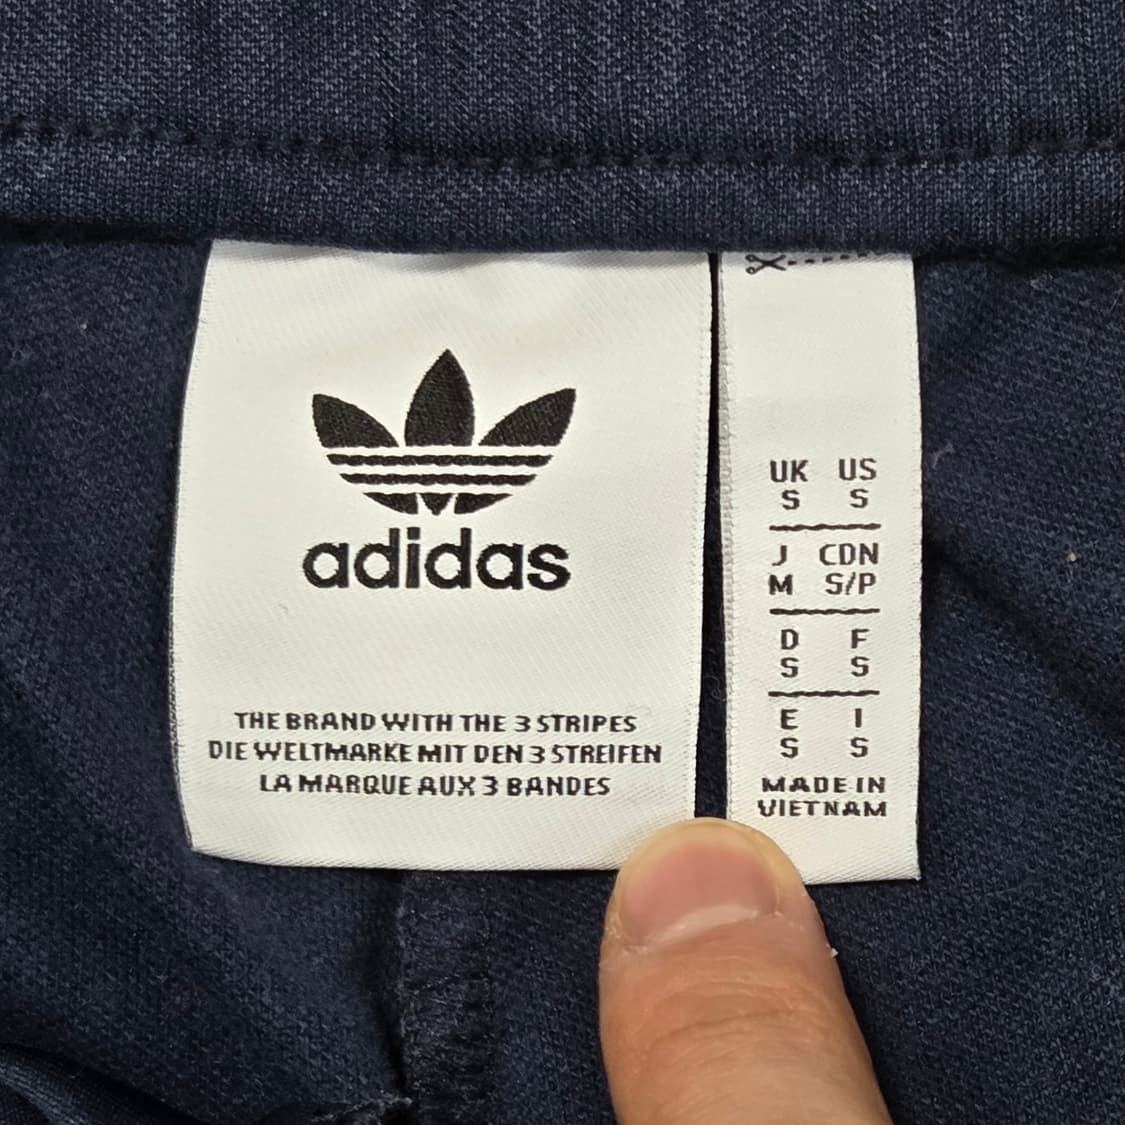 adidas
THE BRAND WITH THE 3 STRIPES
DIE WELTMARKE MIT DEN 3 STREIFEN
LA MARQUE AUX 3 BANDES
UK US
S S
J CDN
M S/P
D F
S S
E I
S S
MADE IN
VIETNAM